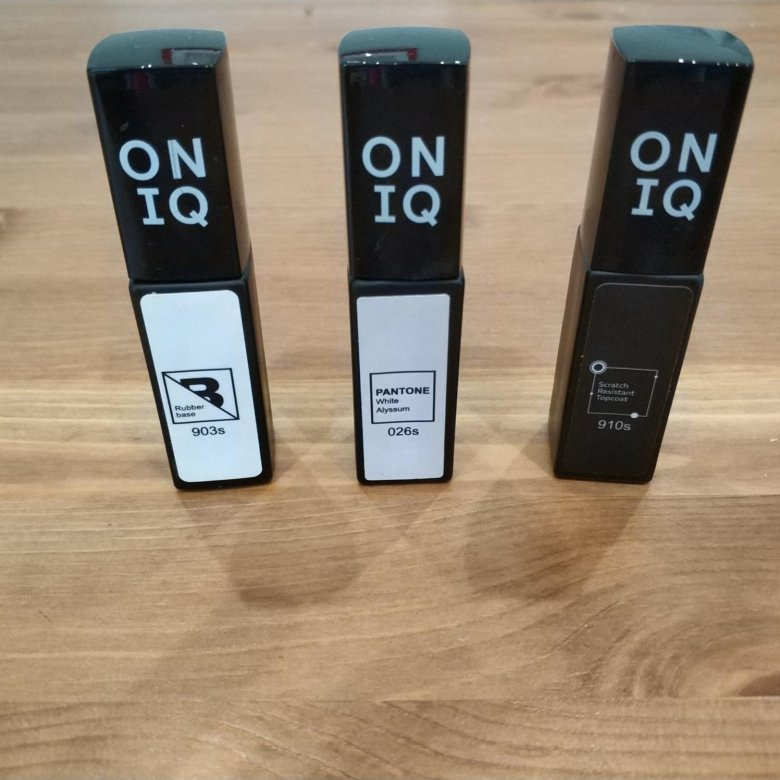 ON
IQ
B
Rubber
base
903s
ON
IQ
PANTONE
White
Alyssum
026s
ON
IQ
Scratch
Resistant
Topcoat
910s